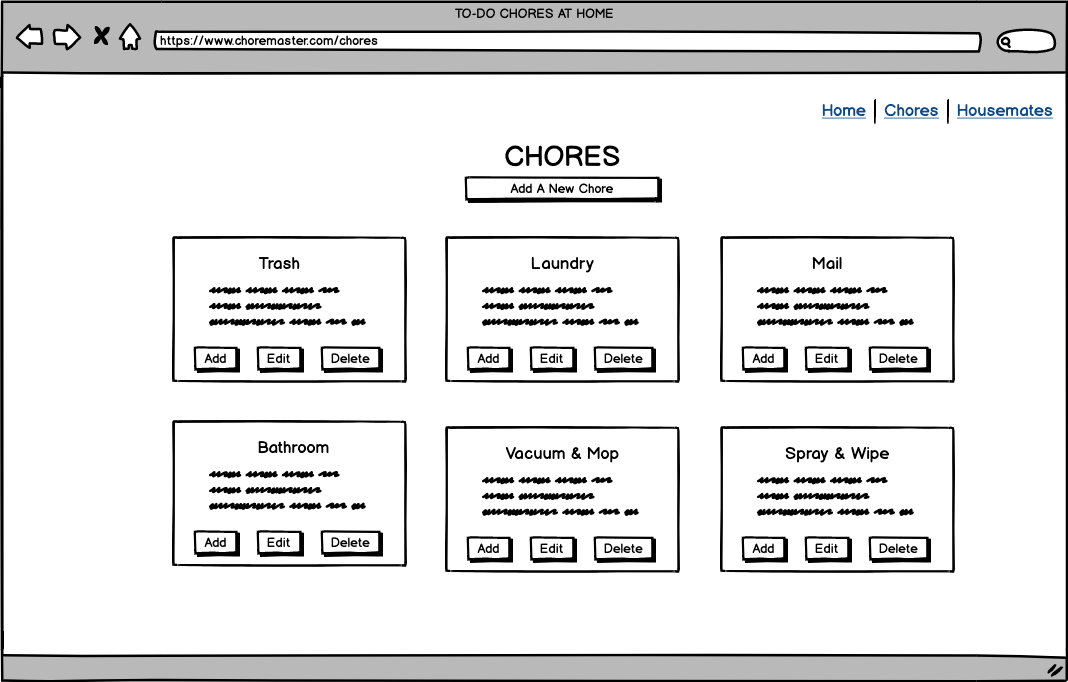 TO-DO CHORES AT HOME
https://www.choremaster.com/chores
Home Chores Housemates
CHORES
Add A New Chore
Trash
Add Edit Delete
Laundry
Add Edit Delete
Mail
Add Edit Delete
Bathroom
Add Edit Delete
Vacuum & Mop
Add Edit Delete
Spray & Wipe
Add Edit Delete